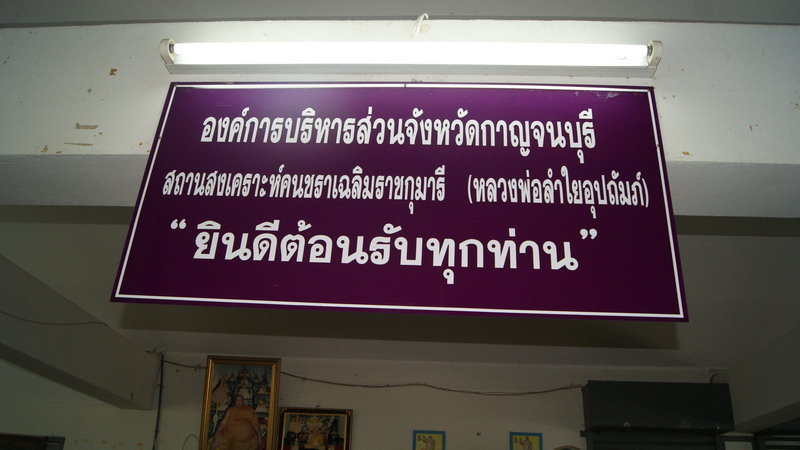 องค์การบริหารส่วนจังหวัดกาญจนบุรี
สถานสงเคราะห์คนชราเฉลิมราชกุมารี (หลวงพ่อลำใยอุปถัมภ์)
“ยินดีต้อนรับทุกท่าน”